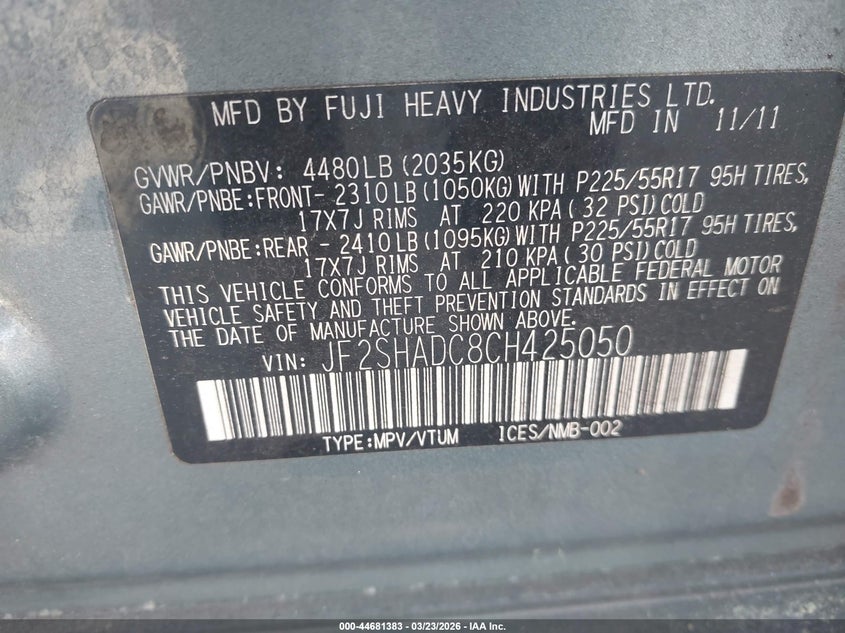 MFD BY FUJI HEAVY INDUSTRIES LTD.
MFD IN 11/11
GVWR/PNBV: 4480LB(2035KG)
GAWR/PNBE:FRONT- 2310LB(1050KG)WITH P225/55R17 95H TIRES,
17X7J RIMS AT 220 KPA(32 PSI)COLD
GAWR/PNBE:REAR - 2410LB(1095KG)WITH P225/55R17 95H TIRES,
17X7J RIMS AT 210 KPA(30 PSI)COLD
THIS VEHICLE CONFORMS TO ALL APPLICABLE FEDERAL MOTOR
VEHICLE SAFETY AND THEFT PREVENTION STANDARDS IN EFFECT ON
THE DATE OF MANUFACTURE SHOWN ABOVE.
VIN: JF2SHADC8CH425050
TYPE:MPV/VTUM ICES/NMB-002
000-44681383 - 03/23/2026 - IAA Inc.